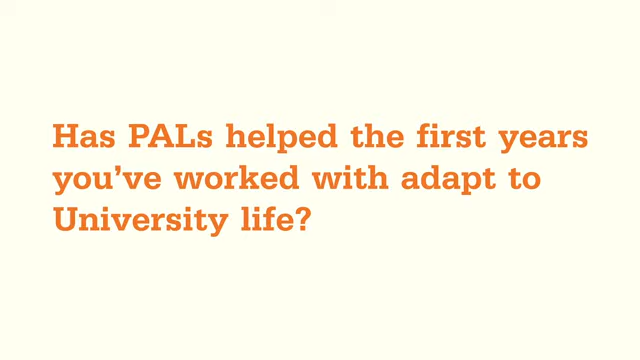 Has PALs helped the first years
you’ve worked with adapt to
University life?